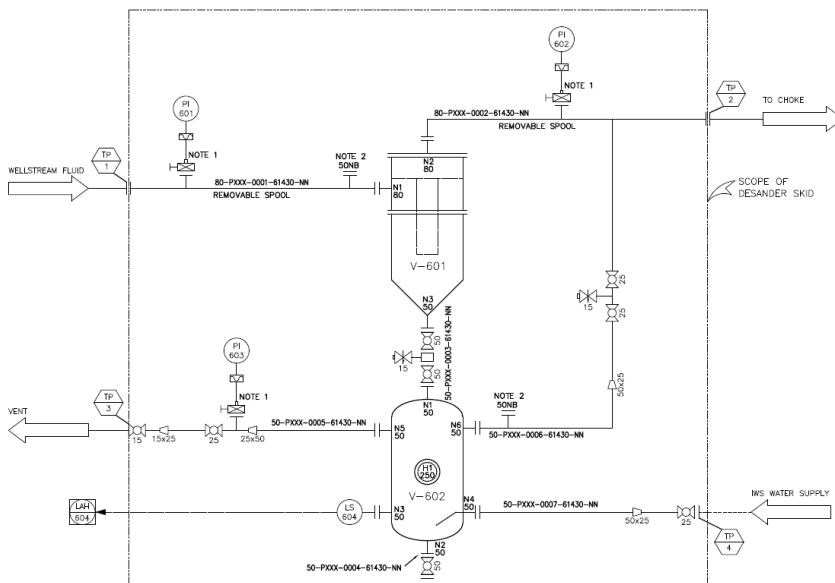 PI
602
NOTE 1
80-PXXX-0002-61430-NN
REMOVABLE SPOOL
TP
2
TO CHOKE
PI
601
NOTE 1
TP
1
WELLSTREAM FLUID
80-PXXX-0001-61430-NN
REMOVABLE SPOOL
NOTE 2
50NB
N1
80
N2
80
SCOPE OF
DESANDER SKID
V-601
N3
50
50
15
50
50-PXXX-0003-61430-NN
25
15
25
50x25
PI
603
NOTE 1
TP
3
VENT
15
15x25
25
25x50
50-PXXX-0005-61430-NN
N5
50
N1
50
N6
50
NOTE 2
50NB
50-PXXX-0006-61430-NN
H1
250
V-602
LAH
604
LS
604
N3
50
N4
50
50-PXXX-0007-61430-NN
50x25
25
IWS WATER SUPPLY
TP
4
N2
50
50
50-PXXX-0004-61430-NN